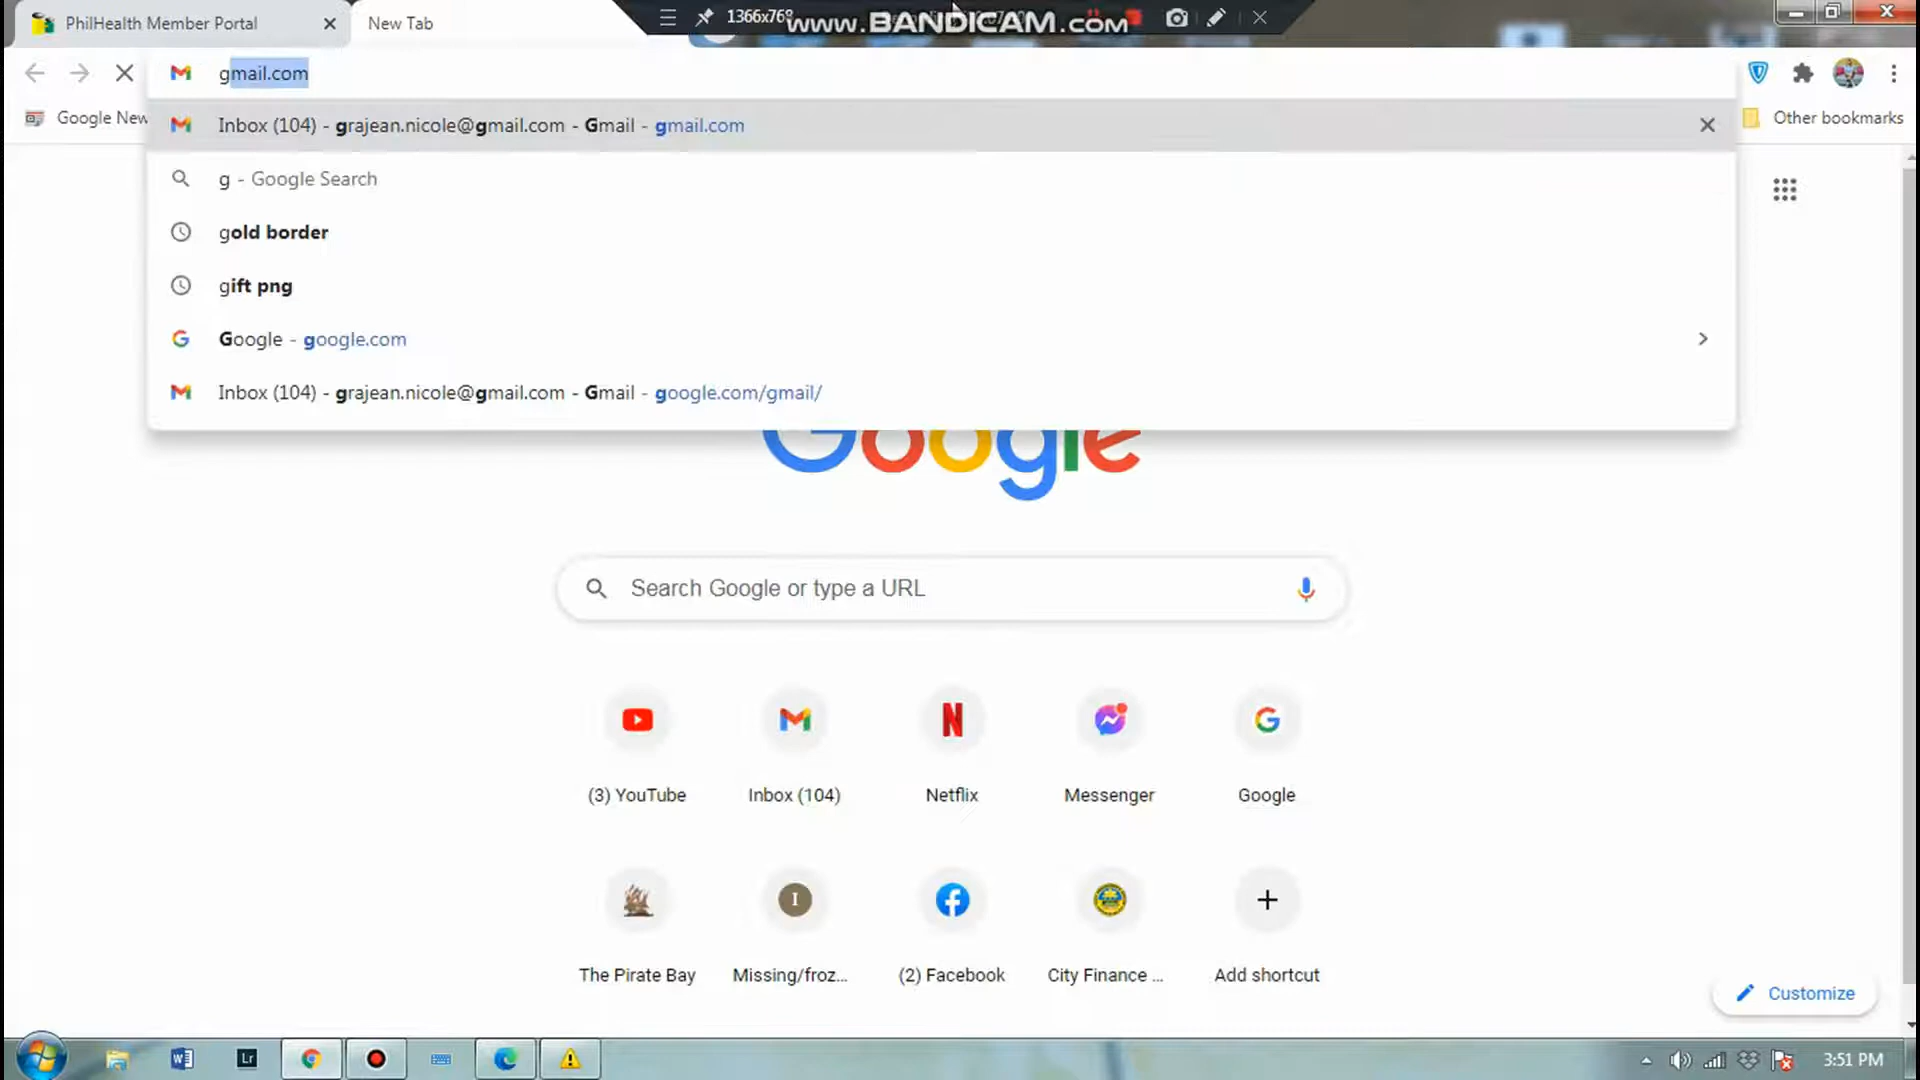 PhilHealth Member Portal
New Tab
1366x768
www.BANDICAM.com
gmail.com
Google New
Other bookmarks
Inbox (104) - grajean.nicole@gmail.com - Gmail - gmail.com
g - Google Search
gold border
gift png
Google - google.com
Inbox (104) - grajean.nicole@gmail.com - Gmail - google.com/gmail/
Google
Search Google or type a URL
(3) YouTube
Inbox (104)
Netflix
Messenger
Google
I
The Pirate Bay
Missing/froz...
(2) Facebook
City Finance ...
Add shortcut
Customize
Lr
3:51 PM